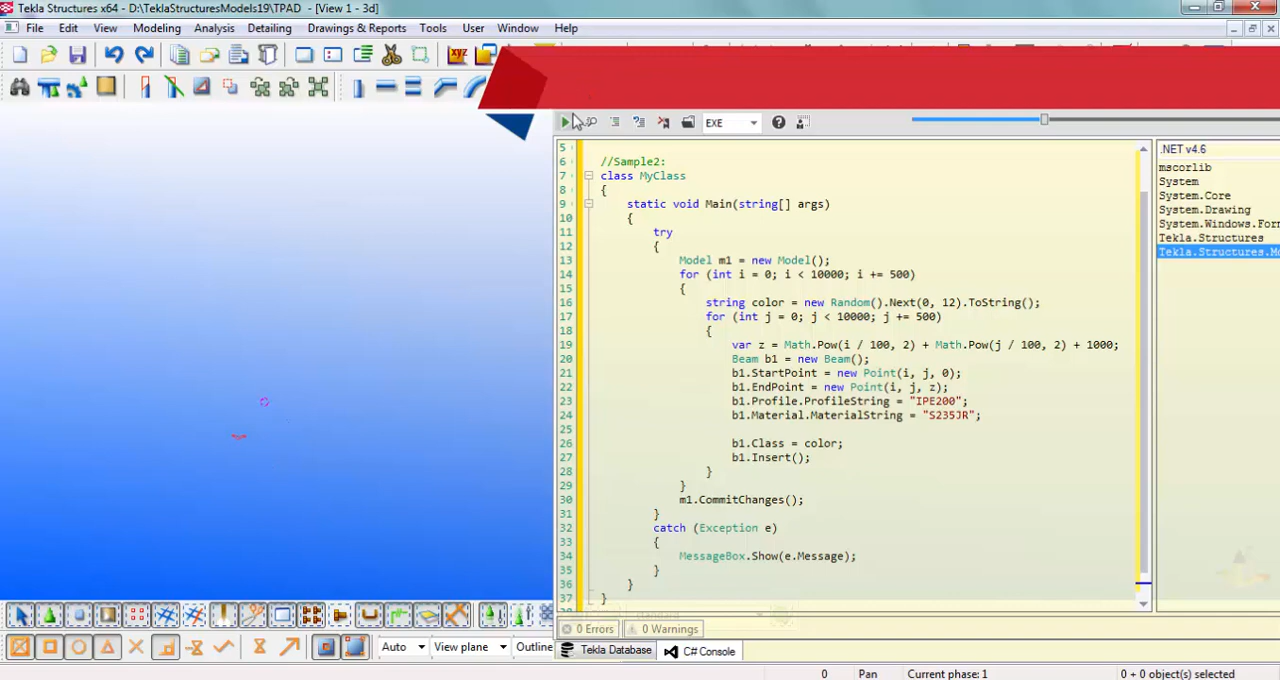 Tekla Structures x64 - D:\TeklaStructuresModels19\TPAD - [View 1 - 3d]
File Edit View Modeling Analysis Detailing Drawings & Reports Tools User Window Help
xyz
EXE
5
6 //Sample2:
7 class MyClass
8 {
9 static void Main(string[] args)
10 {
11 try
12 {
13 Model m1 = new Model();
14 for (int i = 0; i < 10000; i += 500)
15 {
16 string color = new Random().Next(0, 12).ToString();
17 for (int j = 0; j < 10000; j += 500)
18 {
19 var z = Math.Pow(i / 100, 2) + Math.Pow(j / 100, 2) + 1000;
20 Beam b1 = new Beam();
21 b1.StartPoint = new Point(i, j, 0);
22 b1.EndPoint = new Point(i, j, z);
23 b1.Profile.ProfileString = "IPE200";
24 b1.Material.MaterialString = "S235JR";
25
26 b1.Class = color;
27 b1.Insert();
28 }
29 }
30 m1.CommitChanges();
31 }
32 catch (Exception e)
33 {
34 MessageBox.Show(e.Message);
35 }
36 }
37 }
.NET v4.6
mscorlib
System
System.Core
System.Drawing
System.Windows.For
Tekla.Structures
Tekla.Structures.Mo
0 Errors 0 Warnings
Tekla Database C# Console
Auto View plane Outline
0 Pan Current phase: 1 0 + 0 object(s) selected